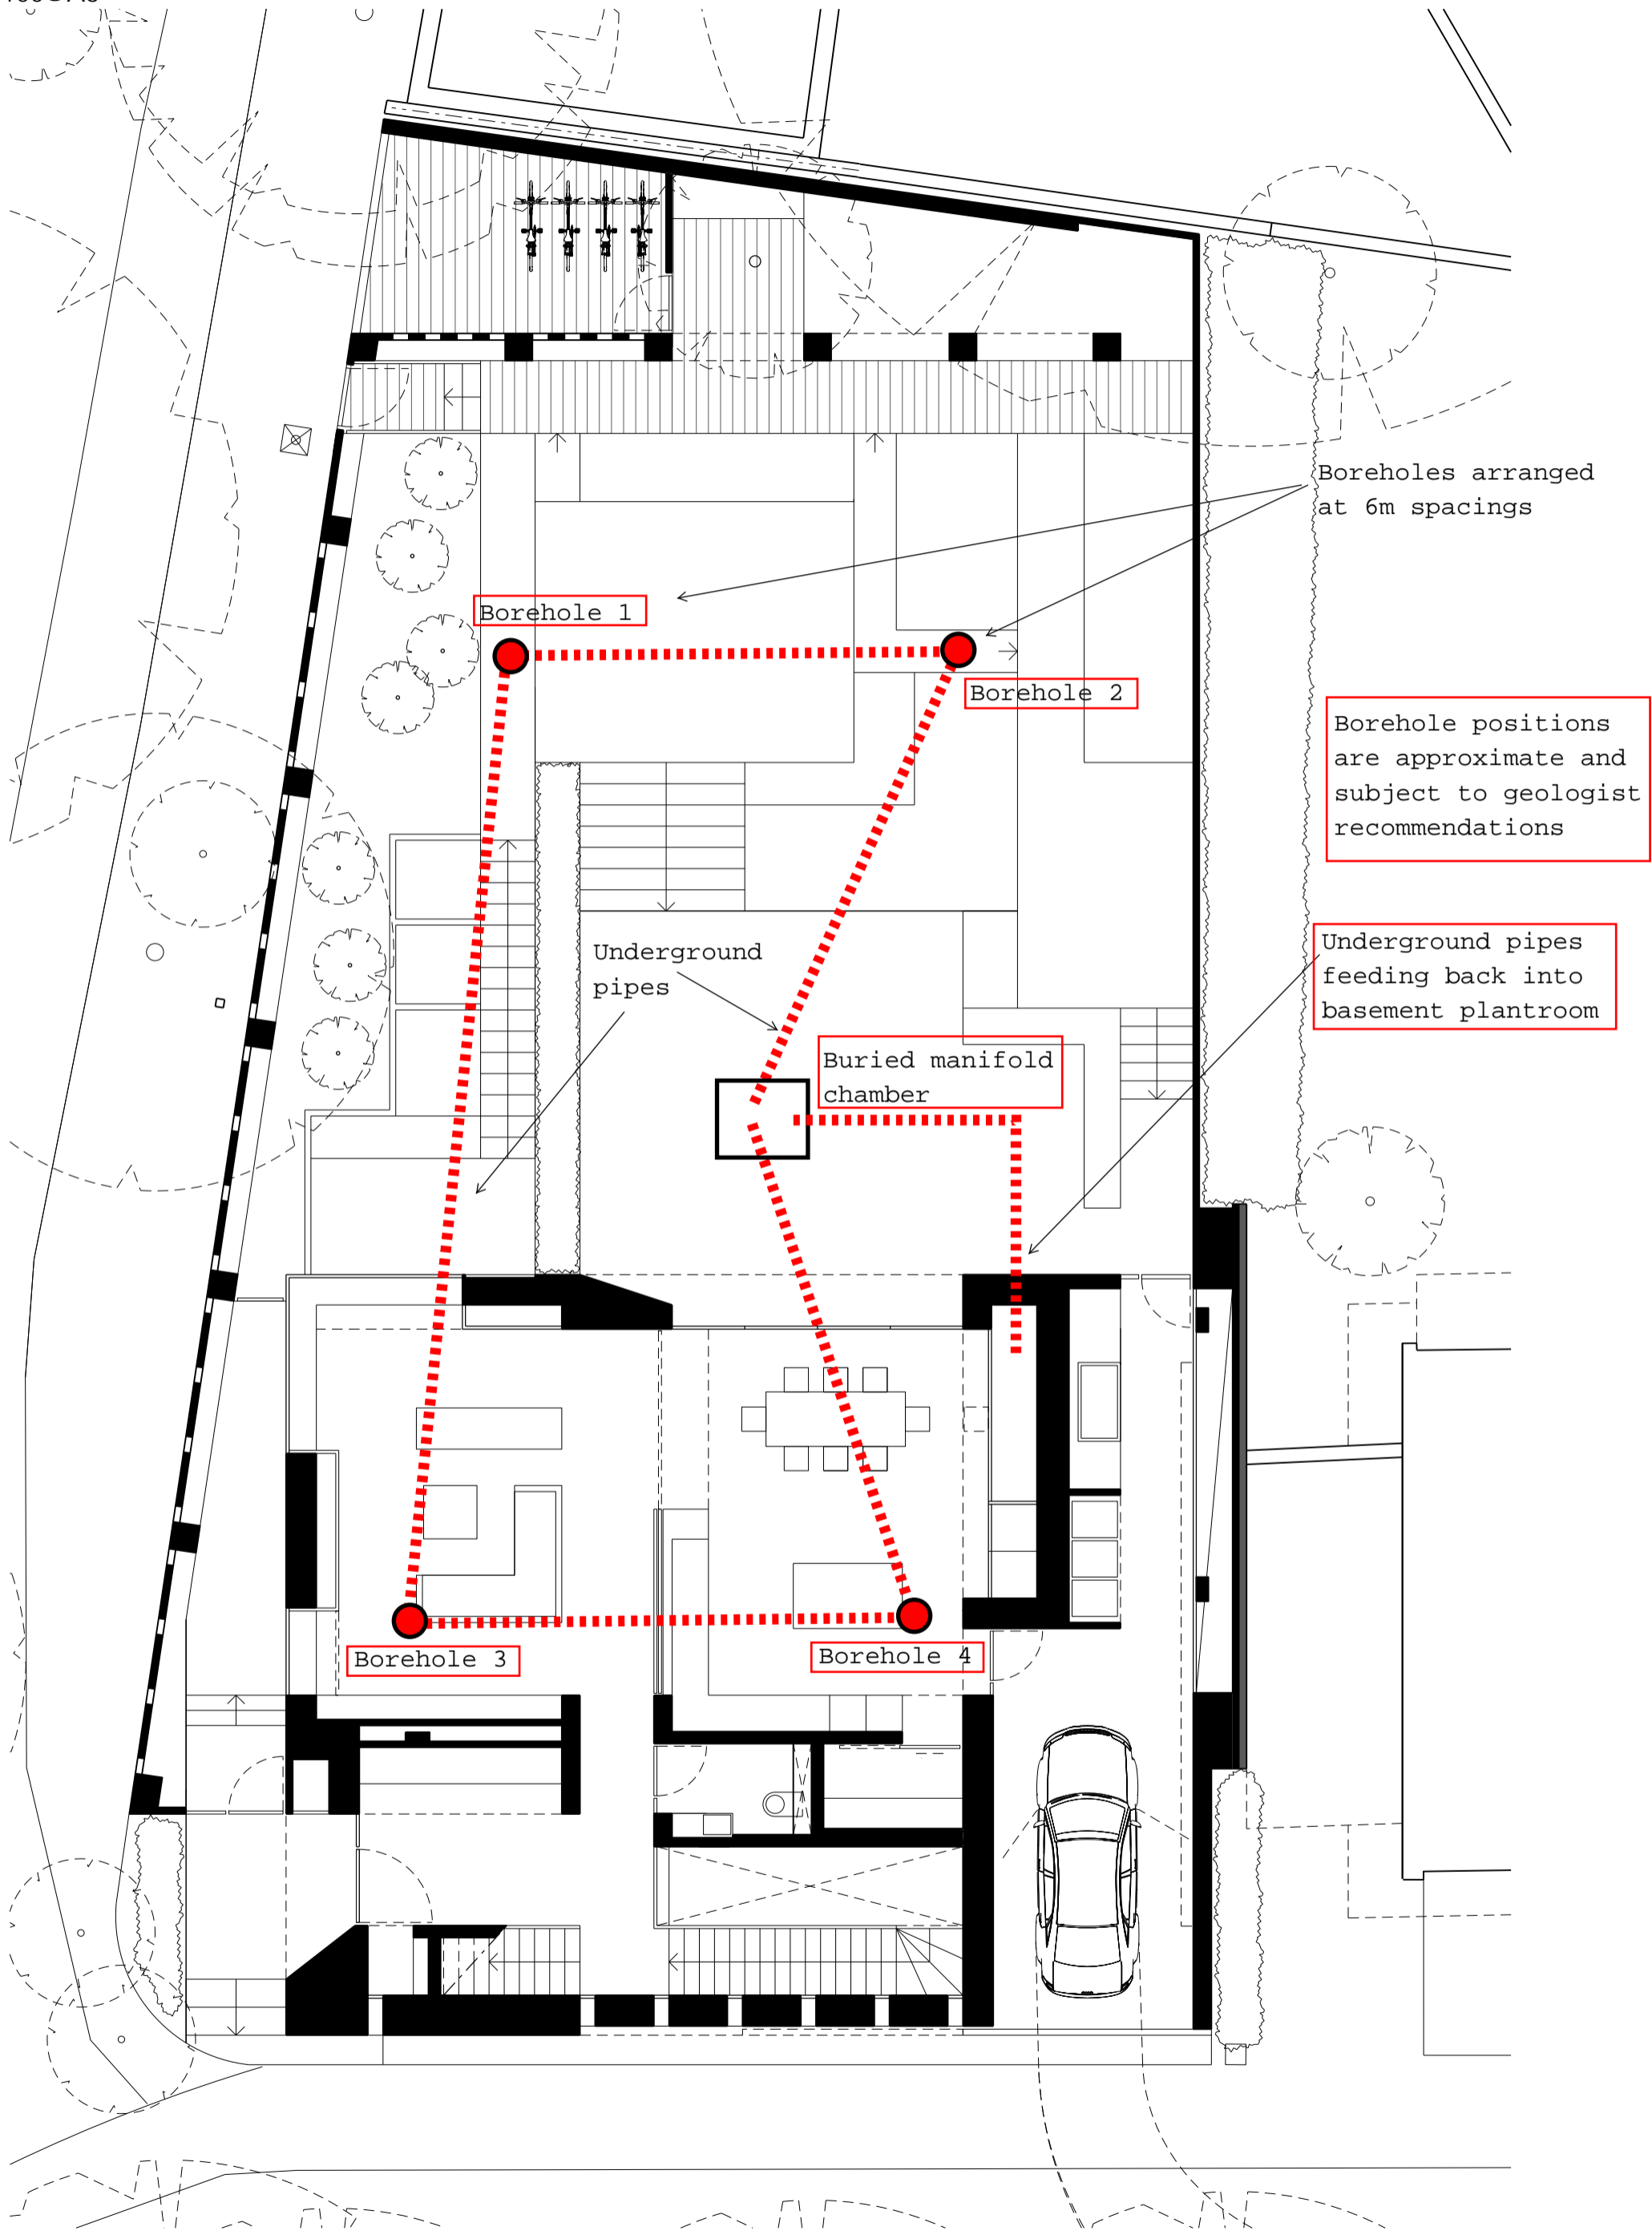 Boreholes arranged
at 6m spacings
Borehole 1
Borehole 2
Borehole positions
are approximate and
subject to geologist
recommendations
Underground
pipes
Underground pipes
feeding back into
basement plantroom
Buried manifold
chamber
Borehole 3
Borehole 4